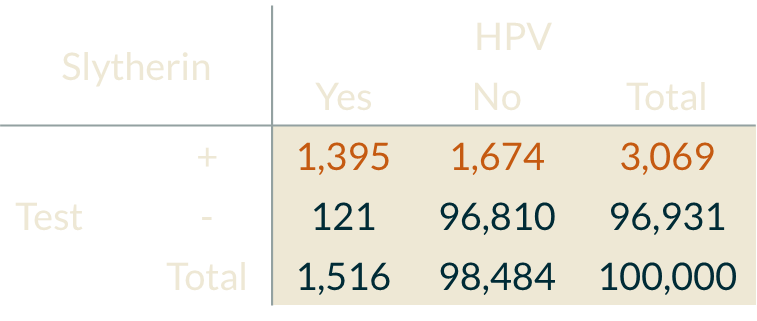 HPV
Slytherin
Yes No Total
+ 1,395 1,674 3,069
Test - 121 96,810 96,931
Total 1,516 98,484 100,000